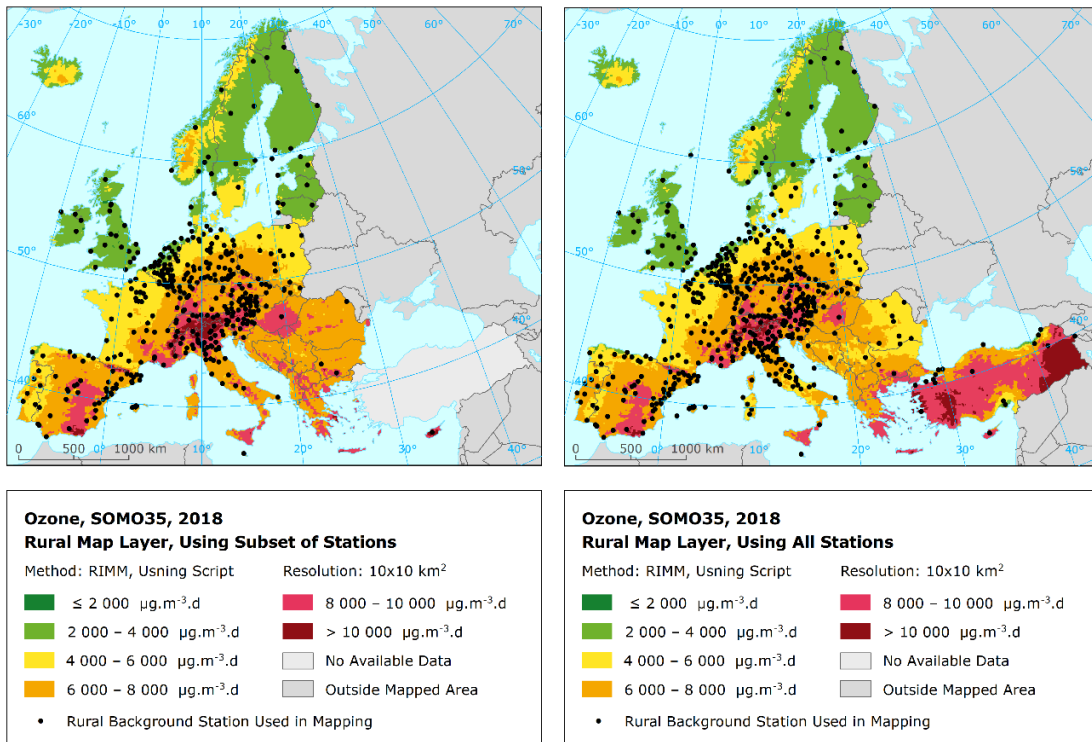 -30° -20° -10° 0° 10° 20° 30° 40° 50° 60° 70°
60°
50°
40°
60°
50°
40°
0 500 1000 km
0° 10° 20° 30° 40°
Ozone, SOMO35, 2018
Rural Map Layer, Using Subset of Stations
Method: RIMM, Usning Script Resolution: 10x10 km²
≤ 2 000 µg.m⁻³.d 8 000 – 10 000 µg.m⁻³.d
2 000 – 4 000 µg.m⁻³.d > 10 000 µg.m⁻³.d
4 000 – 6 000 µg.m⁻³.d No Available Data
6 000 – 8 000 µg.m⁻³.d Outside Mapped Area
• Rural Background Station Used in Mapping
-30° -20° -10° 0° 10° 20° 30° 40° 50° 60° 70°
60°
50°
40°
60°
50°
40°
0 500 1000 km
0° 10° 20° 30° 40°
Ozone, SOMO35, 2018
Rural Map Layer, Using All Stations
Method: RIMM, Usning Script Resolution: 10x10 km²
≤ 2 000 µg.m⁻³.d 8 000 – 10 000 µg.m⁻³.d
2 000 – 4 000 µg.m⁻³.d > 10 000 µg.m⁻³.d
4 000 – 6 000 µg.m⁻³.d No Available Data
6 000 – 8 000 µg.m⁻³.d Outside Mapped Area
• Rural Background Station Used in Mapping